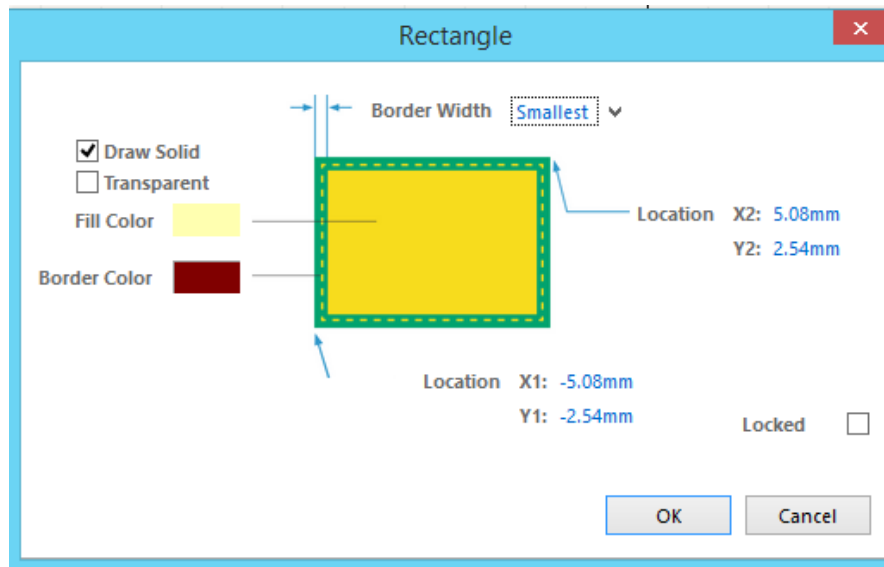 Rectangle
Border Width Smallest
Draw Solid
Transparent
Fill Color
Location X2: 5.08mm
Y2: 2.54mm
Border Color
Location X1: -5.08mm
Y1: -2.54mm
Locked
OK Cancel